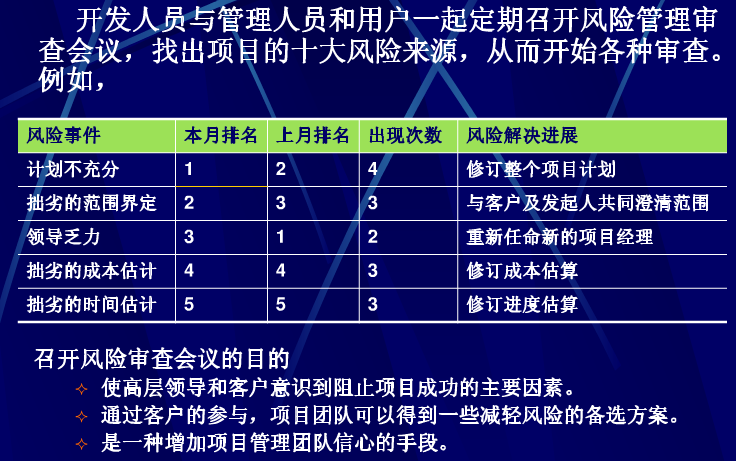 开发人员与管理人员和用户一起定期召开风险管理审
查会议，找出项目的十大风险来源，从而开始各种审查。
例如，
风险事件 本月排名 上月排名 出现次数 风险解决进展
计划不充分 1 2 4 修订整个项目计划
拙劣的范围界定 2 3 3 与客户及发起人共同澄清范围
领导乏力 3 1 2 重新任命新的项目经理
拙劣的成本估计 4 4 3 修订成本估算
拙劣的时间估计 5 5 3 修订进度估算
召开风险审查会议的目的
使高层领导和客户意识到阻止项目成功的主要因素。
通过客户的参与，项目团队可以得到一些减轻风险的备选方案。
是一种增加项目管理团队信心的手段。